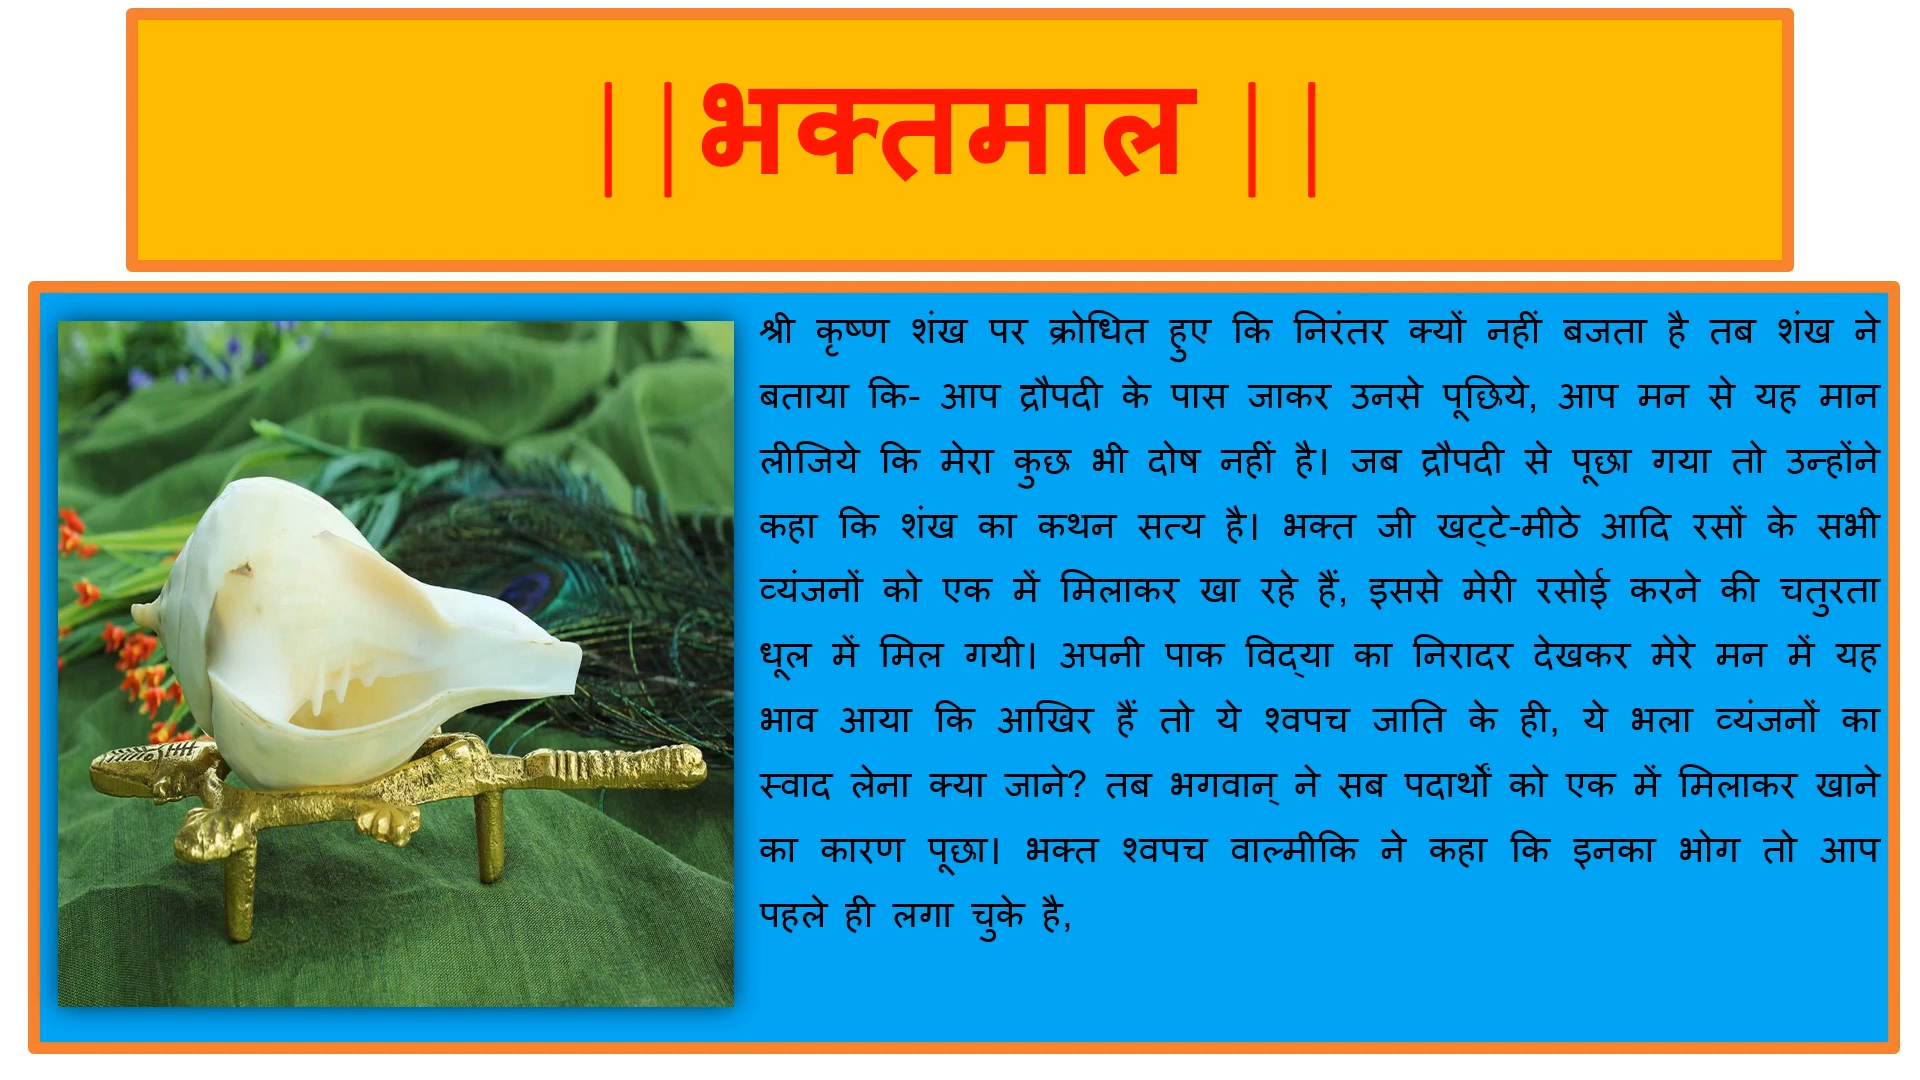 ||भक्तमाल ||
श्री कृष्ण शंख पर क्रोधित हुए कि निरंतर क्यों नहीं बजता है तब शंख ने
बताया कि- आप द्रौपदी के पास जाकर उनसे पूछिये, आप मन से यह मान
लीजिये कि मेरा कुछ भी दोष नहीं है। जब द्रौपदी से पूछा गया तो उन्होंने
कहा कि शंख का कथन सत्य है। भक्त जी खट्टे-मीठे आदि रसों के सभी
व्यंजनों को एक में मिलाकर खा रहे हैं, इससे मेरी रसोई करने की चतुरता
धूल में मिल गयी। अपनी पाक विद्या का निरादर देखकर मेरे मन में यह
भाव आया कि आखिर हैं तो ये श्वपच जाति के ही, ये भला व्यंजनों का
स्वाद लेना क्या जाने? तब भगवान् ने सब पदार्थों को एक में मिलाकर खाने
का कारण पूछा। भक्त श्वपच वाल्मीकि ने कहा कि इनका भोग तो आप
पहले ही लगा चुके है,